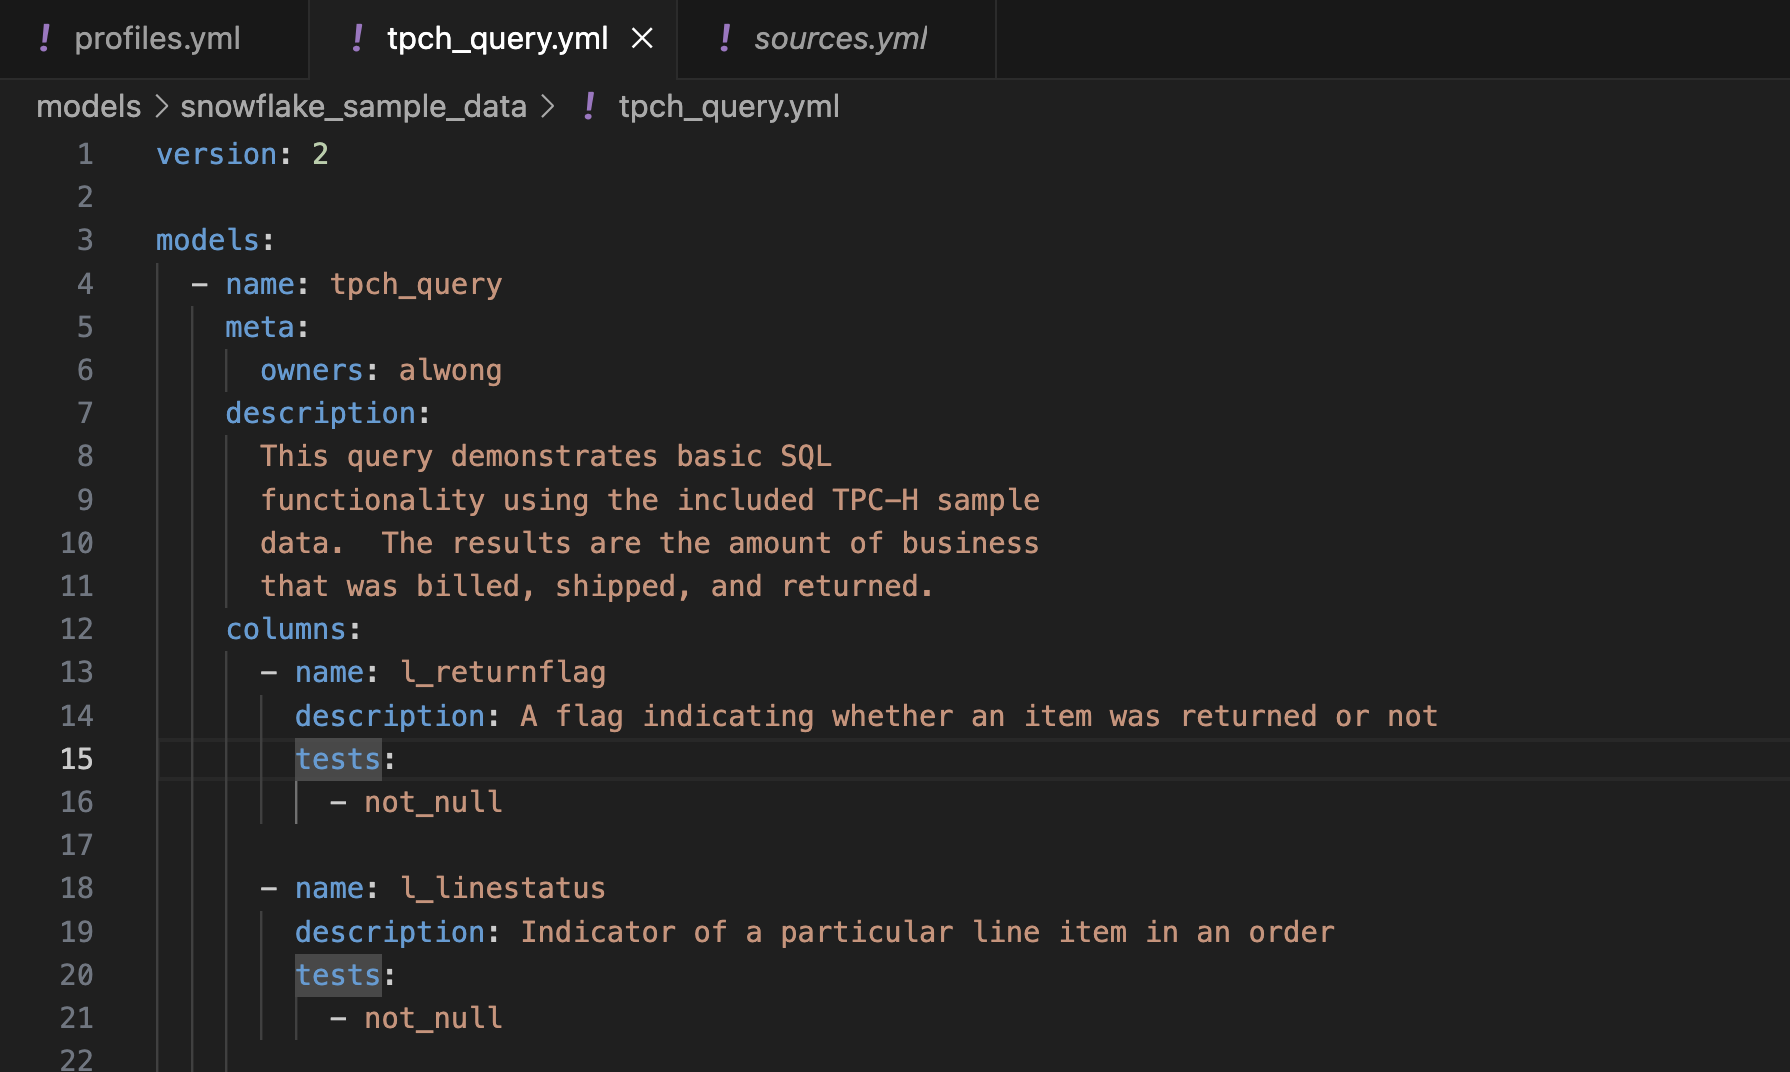 ! profiles.yml ! tpch_query.yml × ! sources.yml
models > snowflake_sample_data > ! tpch_query.yml
1 version: 2
2
3 models:
4 - name: tpch_query
5 meta:
6 owners: alwong
7 description:
8 This query demonstrates basic SQL
9 functionality using the included TPC-H sample
10 data.  The results are the amount of business
11 that was billed, shipped, and returned.
12 columns:
13 - name: l_returnflag
14 description: A flag indicating whether an item was returned or not
15 tests:
16 - not_null
17
18 - name: l_linestatus
19 description: Indicator of a particular line item in an order
20 tests:
21 - not_null
22